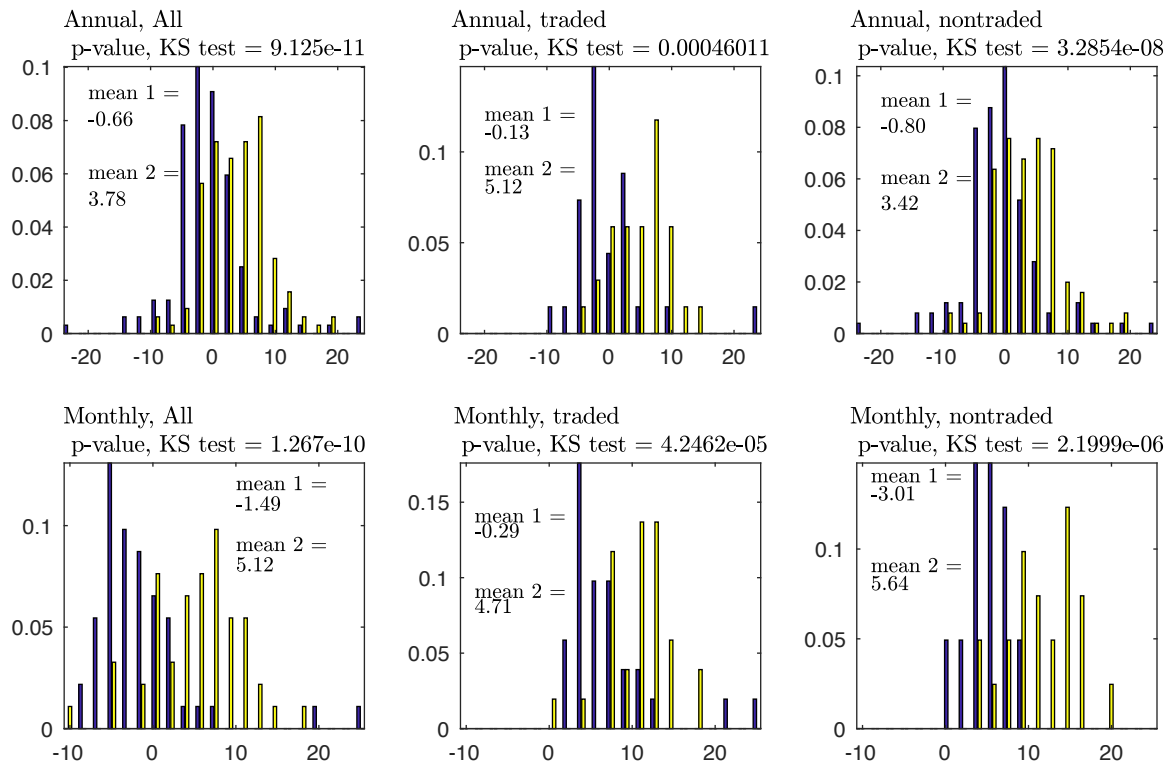 Annual, All
p-value, KS test = 9.125e-11
0.1
0.08
0.06
0.04
0.02
0
mean 1 =
-0.66
mean 2 =
3.78
-20
-10
0
10
20
Annual, traded
p-value, KS test = 0.00046011
0.1
0.05
0
mean 1 =
-0.13
mean 2 =
5.12
-20
-10
0
10
20
Annual, nontraded
p-value, KS test = 3.2854e-08
0.1
0.08
0.06
0.04
0.02
0
mean 1 =
-0.80
mean 2 =
3.42
-20
-10
0
10
20
Monthly, All
p-value, KS test = 1.267e-10
0.1
0.05
0
mean 1 =
-1.49
mean 2 =
5.12
-10
0
10
20
Monthly, traded
p-value, KS test = 4.2462e-05
0.15
0.1
0.05
0
mean 1 =
-0.29
mean 2 =
4.71
-10
0
10
20
Monthly, nontraded
p-value, KS test = 2.1999e-06
0.1
0.05
0
mean 1 =
-3.01
mean 2 =
5.64
-10
0
10
20